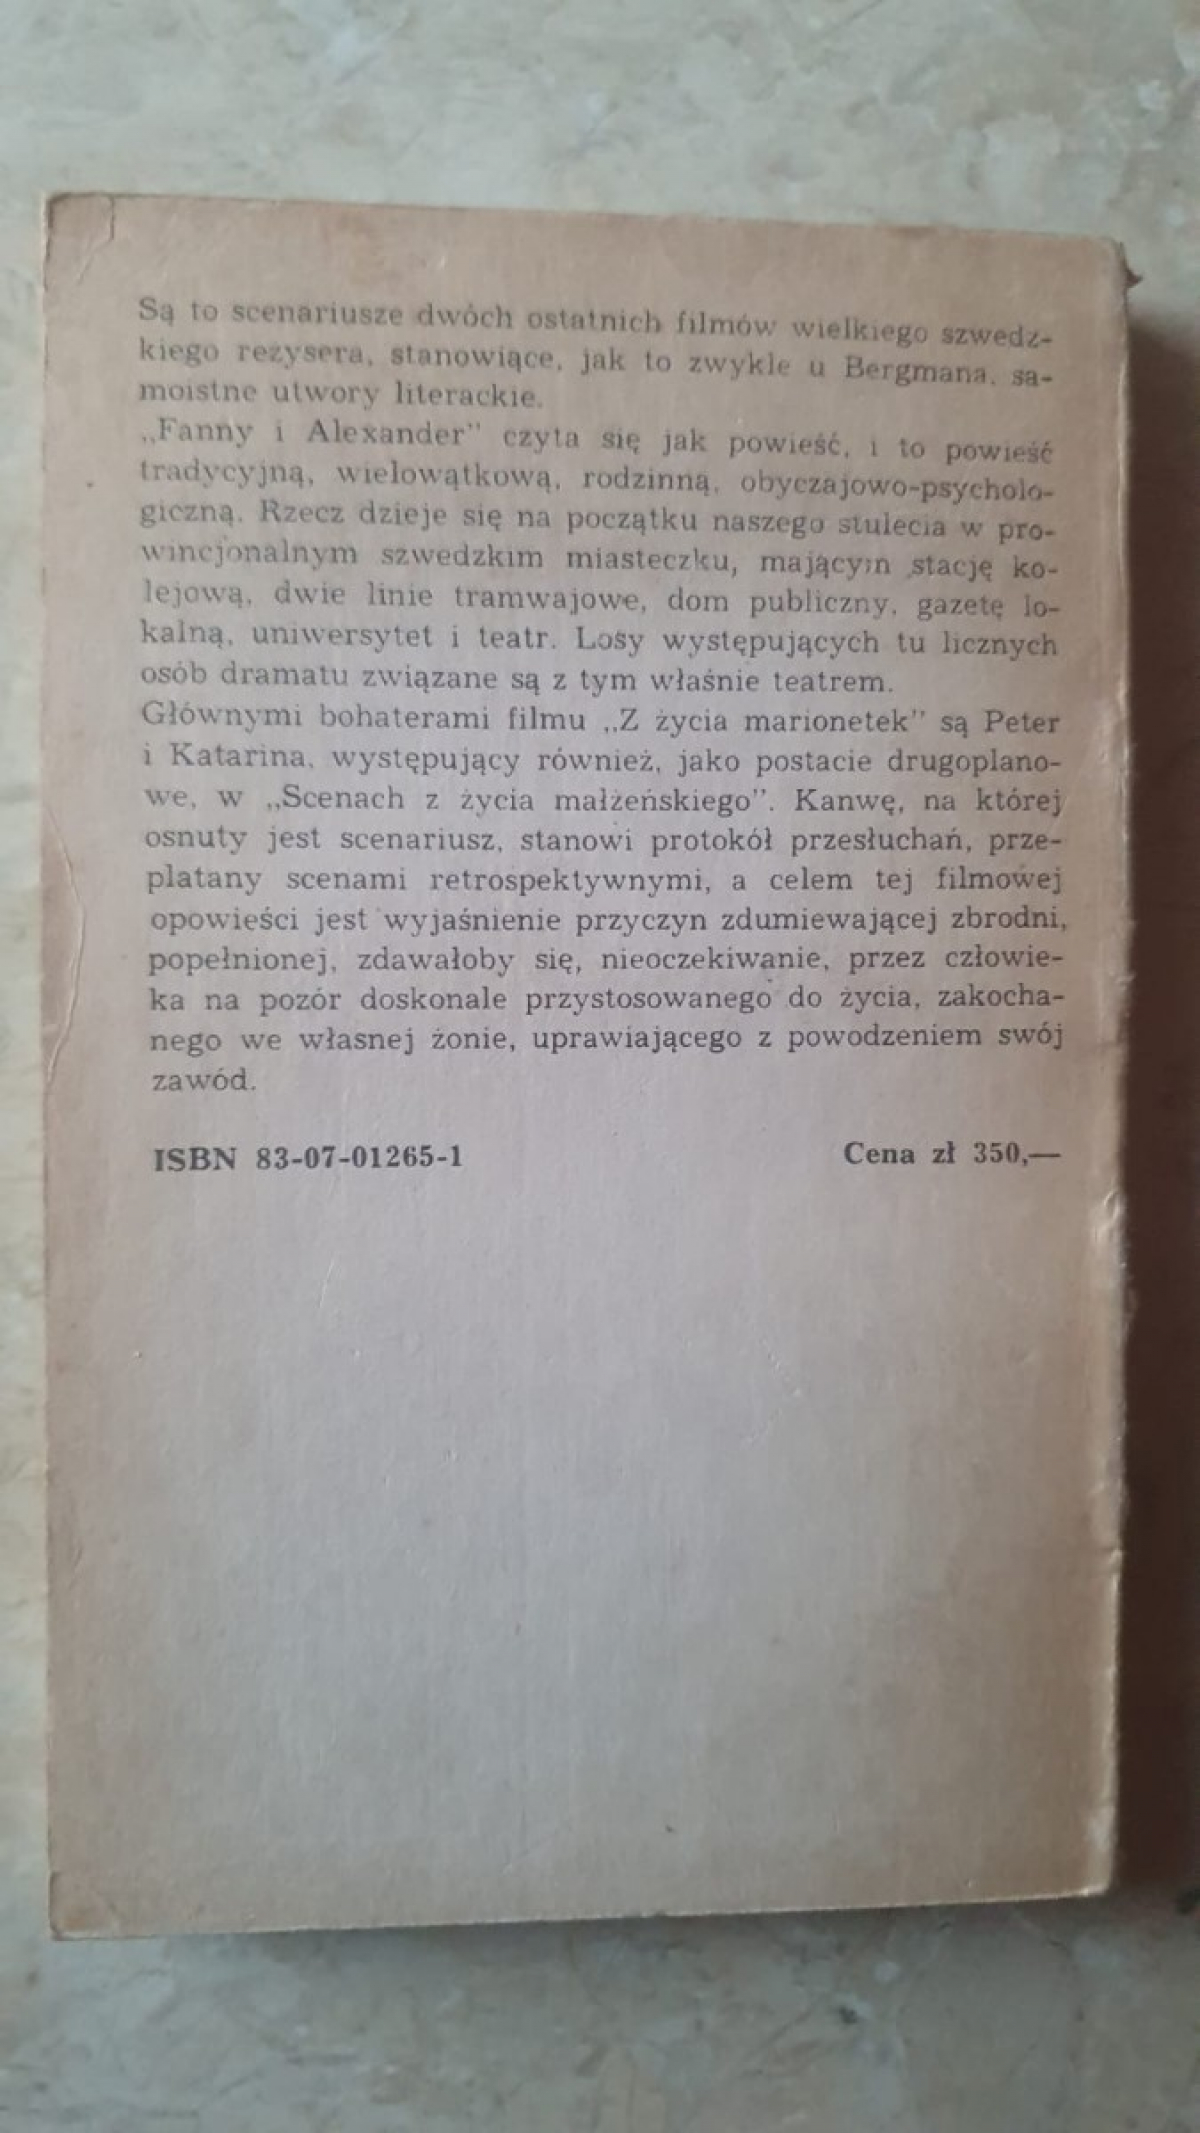 Są to scenariusze dwóch ostatnich filmów wielkiego szwedz-
kiego reżysera, stanowiące, jak to zwykle u Bergmana, sa-
moistne utwory literackie.
„Fanny i Alexander” czyta się jak powieść, i to powieść
tradycyjną, wielowątkową, rodzinną, obyczajowo-psycholo-
giczną. Rzecz dzieje się na początku naszego stulecia w pro-
wincjonalnym szwedzkim miasteczku, mającym stację ko-
lejową, dwie linie tramwajowe, dom publiczny, gazetę lo-
kalną, uniwersytet i teatr. Losy występujących tu licznych
osób dramatu związane są z tym właśnie teatrem.
Głównymi bohaterami filmu „Z życia marionetek” są Peter
i Katarina, występujący również, jako postacie drugoplano-
we, w „Scenach z życia małżeńskiego”. Kanwę, na której
osnuty jest scenariusz, stanowi protokół przesłuchań, prze-
platany scenami retrospektywnymi, a celem tej filmowej
opowieści jest wyjaśnienie przyczyn zdumiewającej zbrodni,
popełnionej, zdawałoby się, nieoczekiwanie, przez człowie-
ka na pozór doskonale przystosowanego do życia, zakocha-
nego we własnej żonie, uprawiającego z powodzeniem swój
zawód.
ISBN 83-07-01265-1 Cena zł 350,—